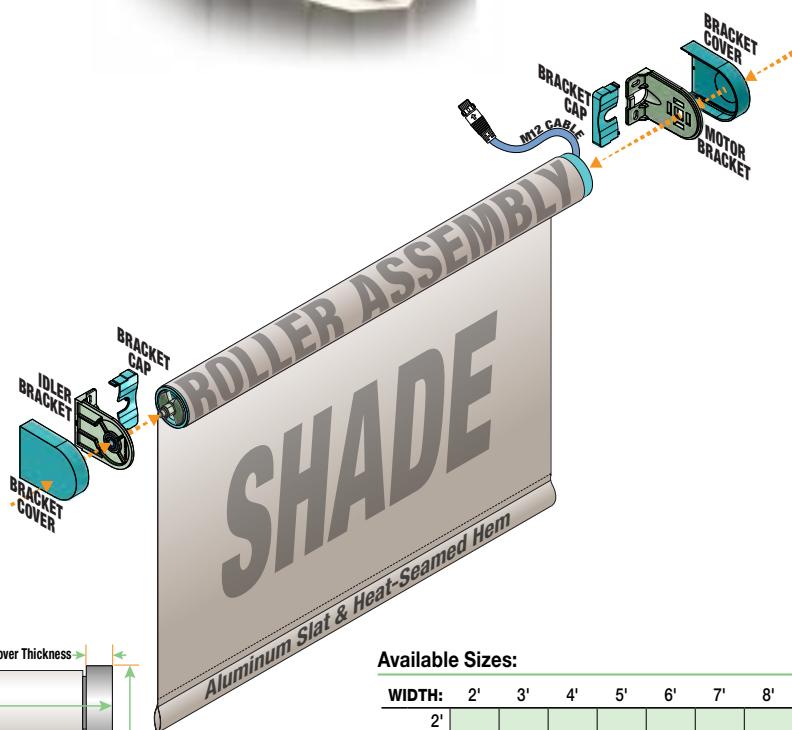 BRACKET
COVER
BRACKET
CAP
M12 CABLE
MOTOR
BRACKET
ROLLER ASSEMBLY
BRACKET
CAP
IDLER
BRACKET
BRACKET
COVER
SHADE
Aluminum Slat & Heat-Seamed Hem
Thickness
Available Sizes:
WIDTH: 2' 3' 4' 5' 6' 7' 8'
2'